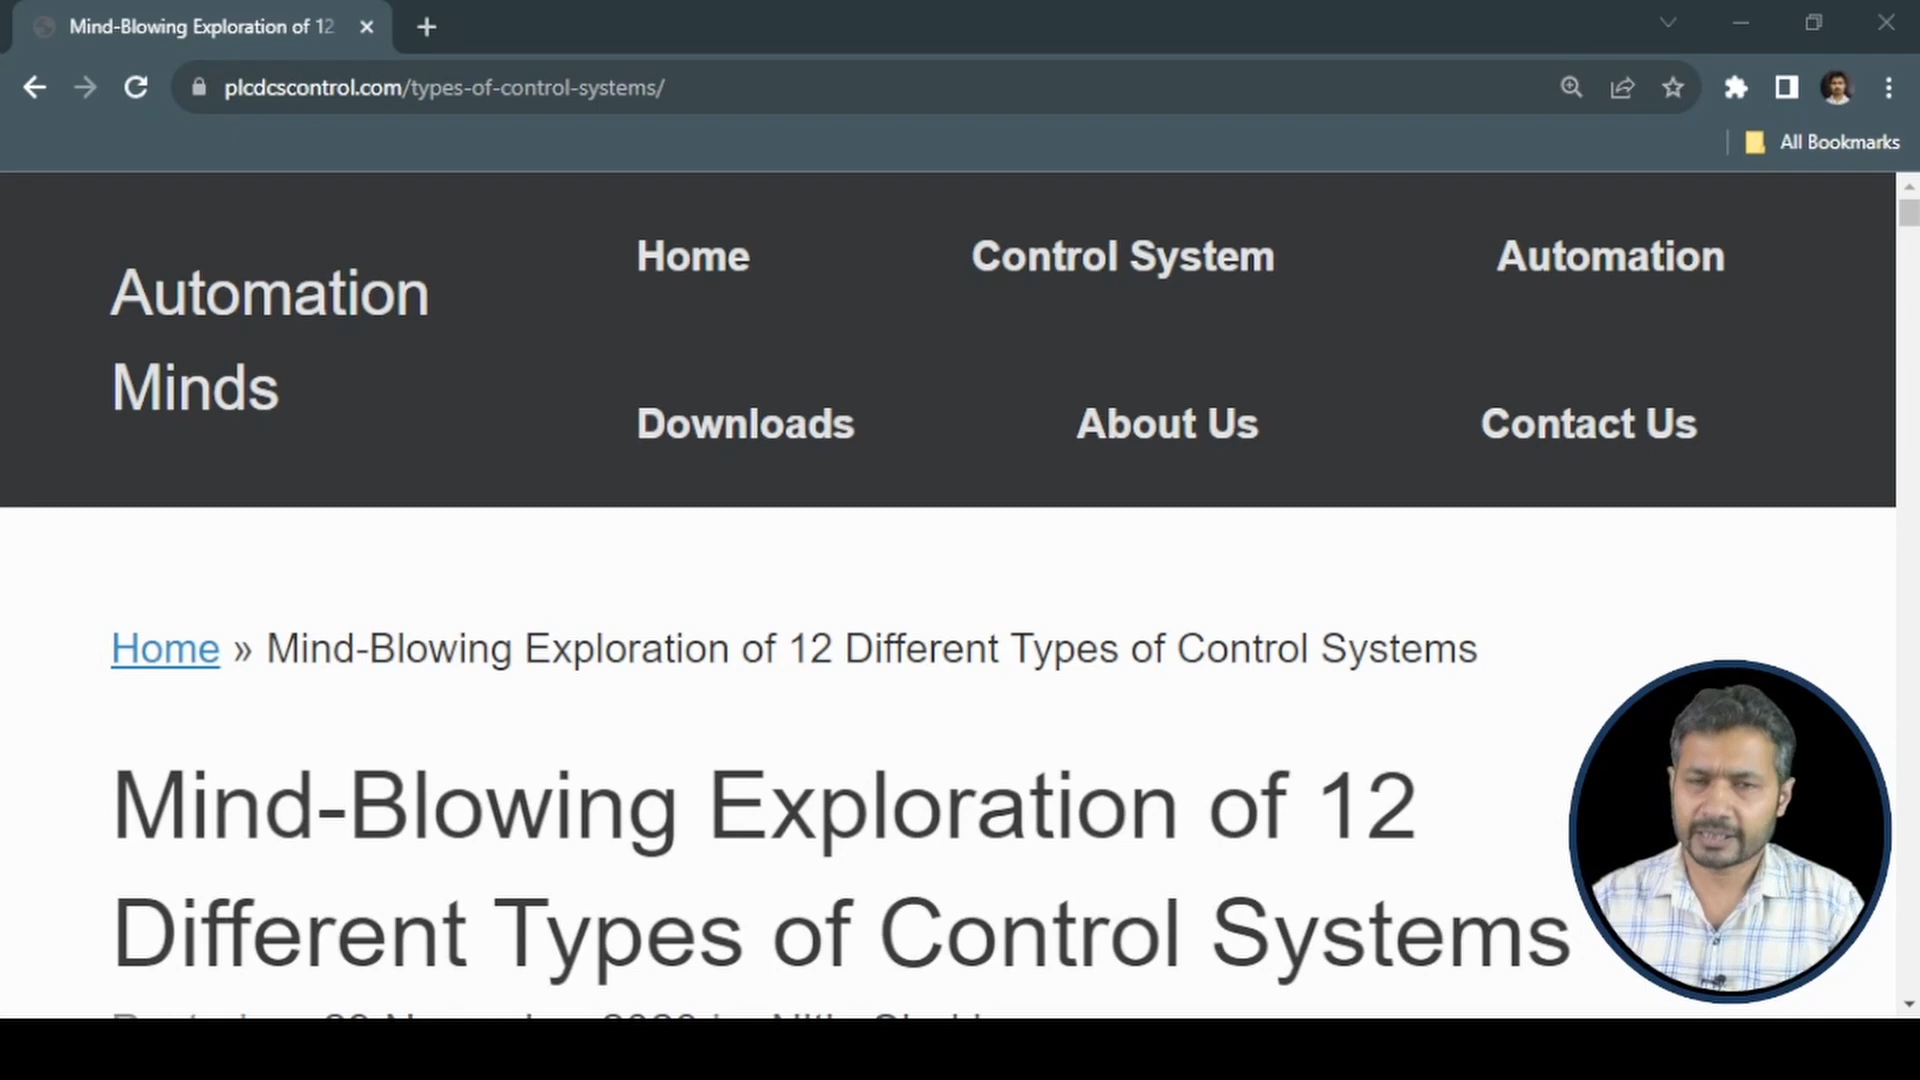 Mind-Blowing Exploration of 12
plcdcscontrol.com/types-of-control-systems/
All Bookmarks
Automation
Minds
Home
Control System
Automation
Downloads
About Us
Contact Us
Home » Mind-Blowing Exploration of 12 Different Types of Control Systems
Mind-Blowing Exploration of 12
Different Types of Control Systems